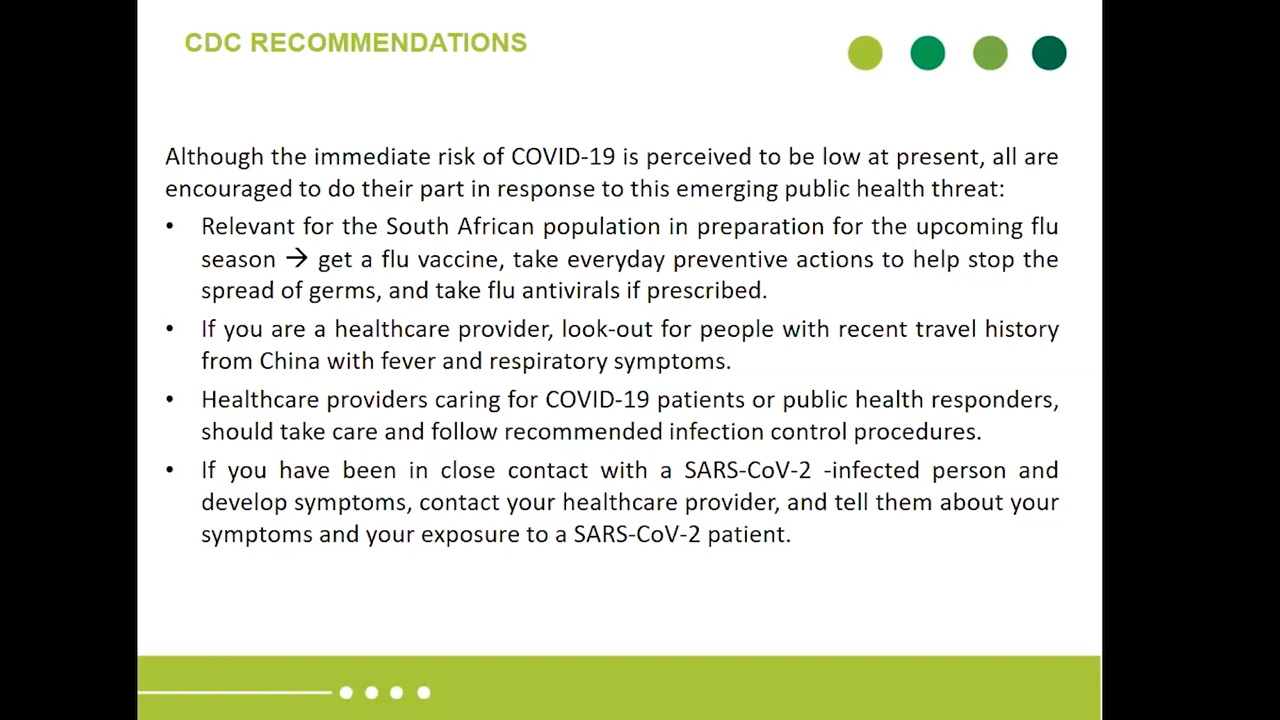 CDC RECOMMENDATIONS
Although the immediate risk of COVID-19 is perceived to be low at present, all are
encouraged to do their part in response to this emerging public health threat:
• Relevant for the South African population in preparation for the upcoming flu
season → get a flu vaccine, take everyday preventive actions to help stop the
spread of germs, and take flu antivirals if prescribed.
• If you are a healthcare provider, look-out for people with recent travel history
from China with fever and respiratory symptoms.
• Healthcare providers caring for COVID-19 patients or public health responders,
should take care and follow recommended infection control procedures.
• If you have been in close contact with a SARS-CoV-2 -infected person and
develop symptoms, contact your healthcare provider, and tell them about your
symptoms and your exposure to a SARS-CoV-2 patient.